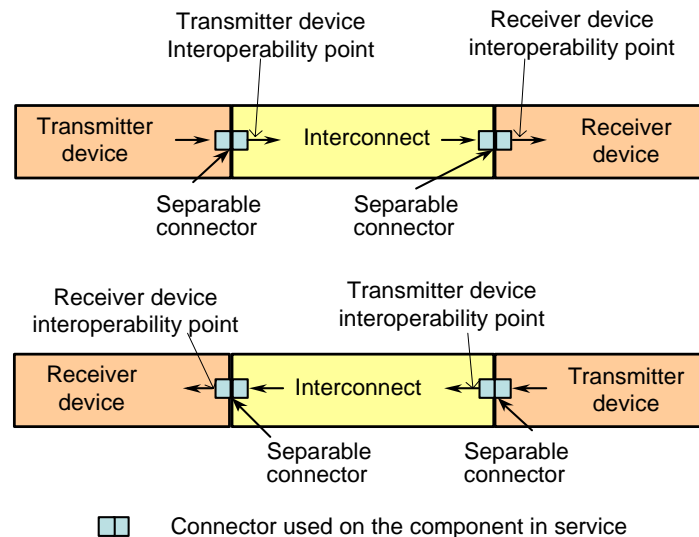 Transmitter device
Interoperability point
Receiver device
interoperability point
Transmitter
device
Interconnect
Receiver
device
Separable
connector
Separable
connector
Receiver device
interoperability point
Transmitter device
interoperability point
Receiver
device
Interconnect
Transmitter
device
Separable
connector
Separable
connector
Connector used on the component in service